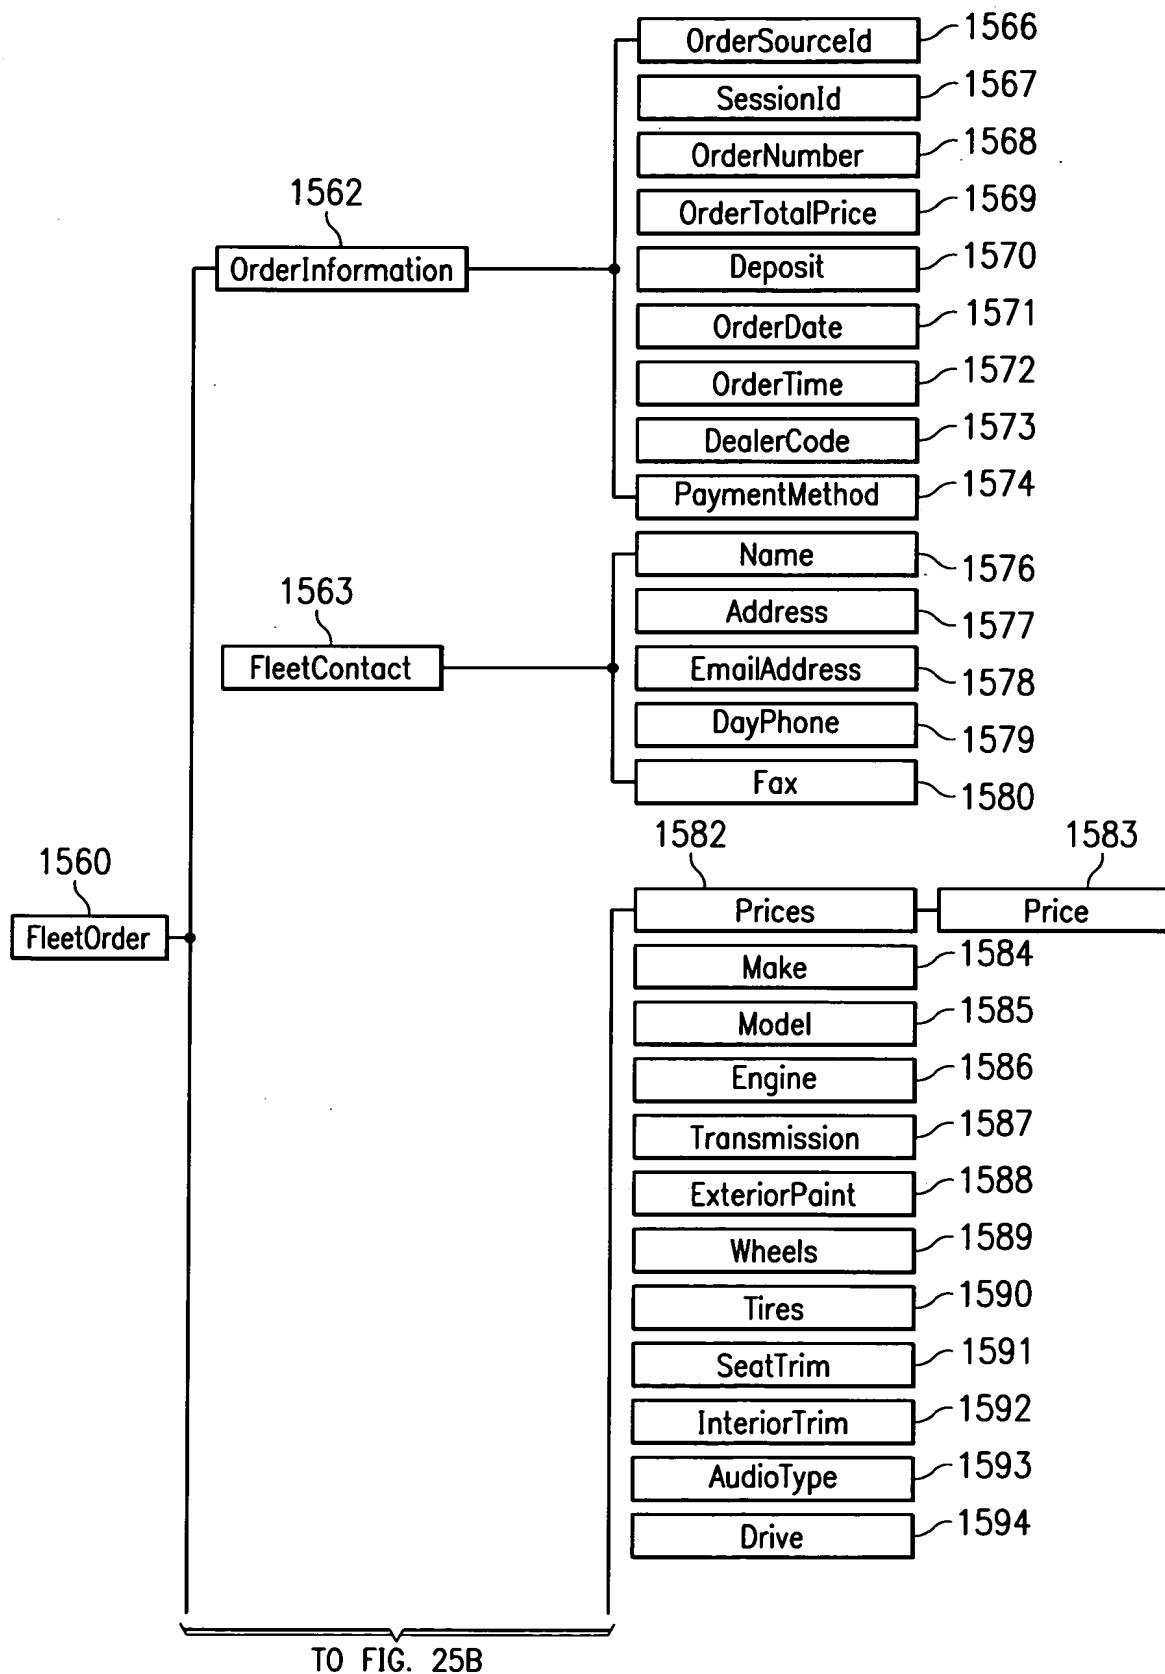 OrderSourceId 1566
SessionId 1567
OrderNumber 1568
1562
OrderTotalPrice 1569
OrderInformation
Deposit 1570
OrderDate 1571
OrderTime 1572
DealerCode 1573
PaymentMethod 1574
Name 1576
1563
Address 1577
FleetContact
EmailAddress 1578
DayPhone 1579
Fax 1580
1582 1583
1560
Prices Price
FleetOrder
Make 1584
Model 1585
Engine 1586
Transmission 1587
ExteriorPaint 1588
Wheels 1589
Tires 1590
SeatTrim 1591
InteriorTrim 1592
AudioType 1593
Drive 1594
TO FIG. 25B